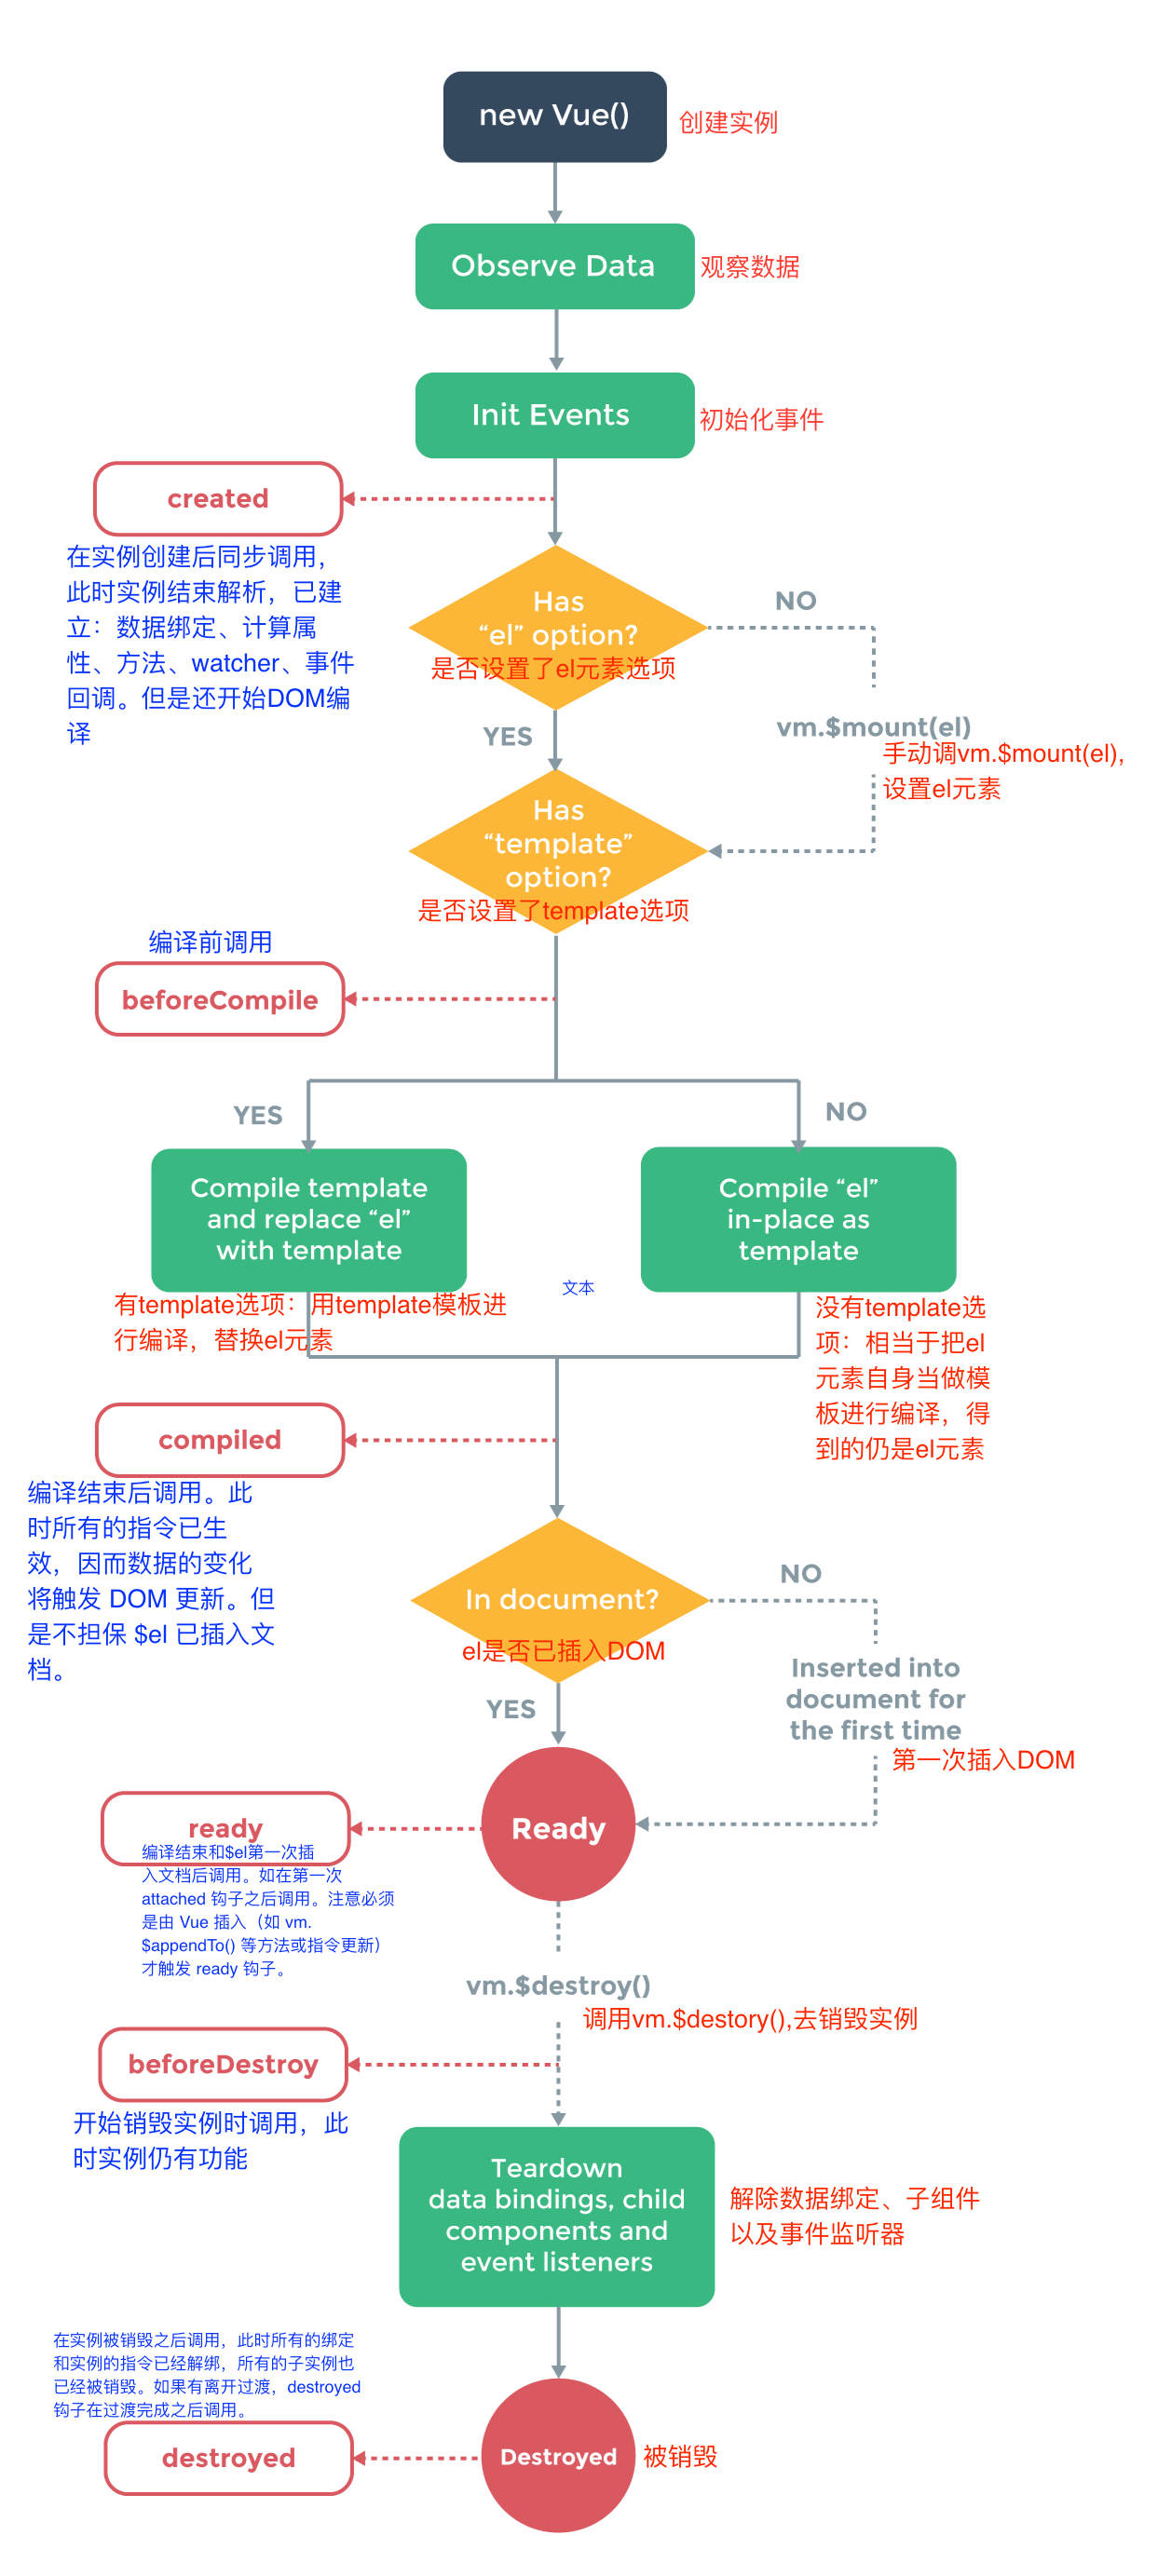 new Vue()
创建实例
Observe Data
观察数据
Init Events
初始化事件
created
在实例创建后同步调用，
此时实例结束解析，已建
立：数据绑定、计算属
性、方法、watcher、事件
回调。但是还开始DOM编
译
Has
“el” option?
是否设置了el元素选项
NO
YES
vm.$mount(el)
手动调vm.$mount(el),
设置el元素
Has
“template”
option?
是否设置了template选项
编译前调用
beforeCompile
YES
NO
Compile template
and replace “el”
with template
Compile “el”
in-place as
template
文本
有template选项：用template模板进
行编译，替换el元素
没有template选
项：相当于把el
元素自身当做模
板进行编译，得
到的仍是el元素
compiled
编译结束后调用。此
时所有的指令已生
效，因而数据的变化
将触发 DOM 更新。但
是不担保 $el 已插入文
档。
In document?
el是否已插入DOM
NO
YES
Inserted into
document for
the first time
第一次插入DOM
Ready
ready
编译结束和$el第一次插
入文档后调用。如在第一次
attached 钩子之后调用。注意必须
是由 Vue 插入（如 vm.
$appendTo() 等方法或指令更新）
才触发 ready 钩子。
vm.$destroy()
调用vm.$destory(),去销毁实例
beforeDestroy
开始销毁实例时调用，此
时实例仍有功能
Teardown
data bindings, child
components and
event listeners
解除数据绑定、子组件
以及事件监听器
在实例被销毁之后调用，此时所有的绑定
和实例的指令已经解绑，所有的子实例也
已经被销毁。如果有离开过渡，destroyed
钩子在过渡完成之后调用。
destroyed
Destroyed
被销毁